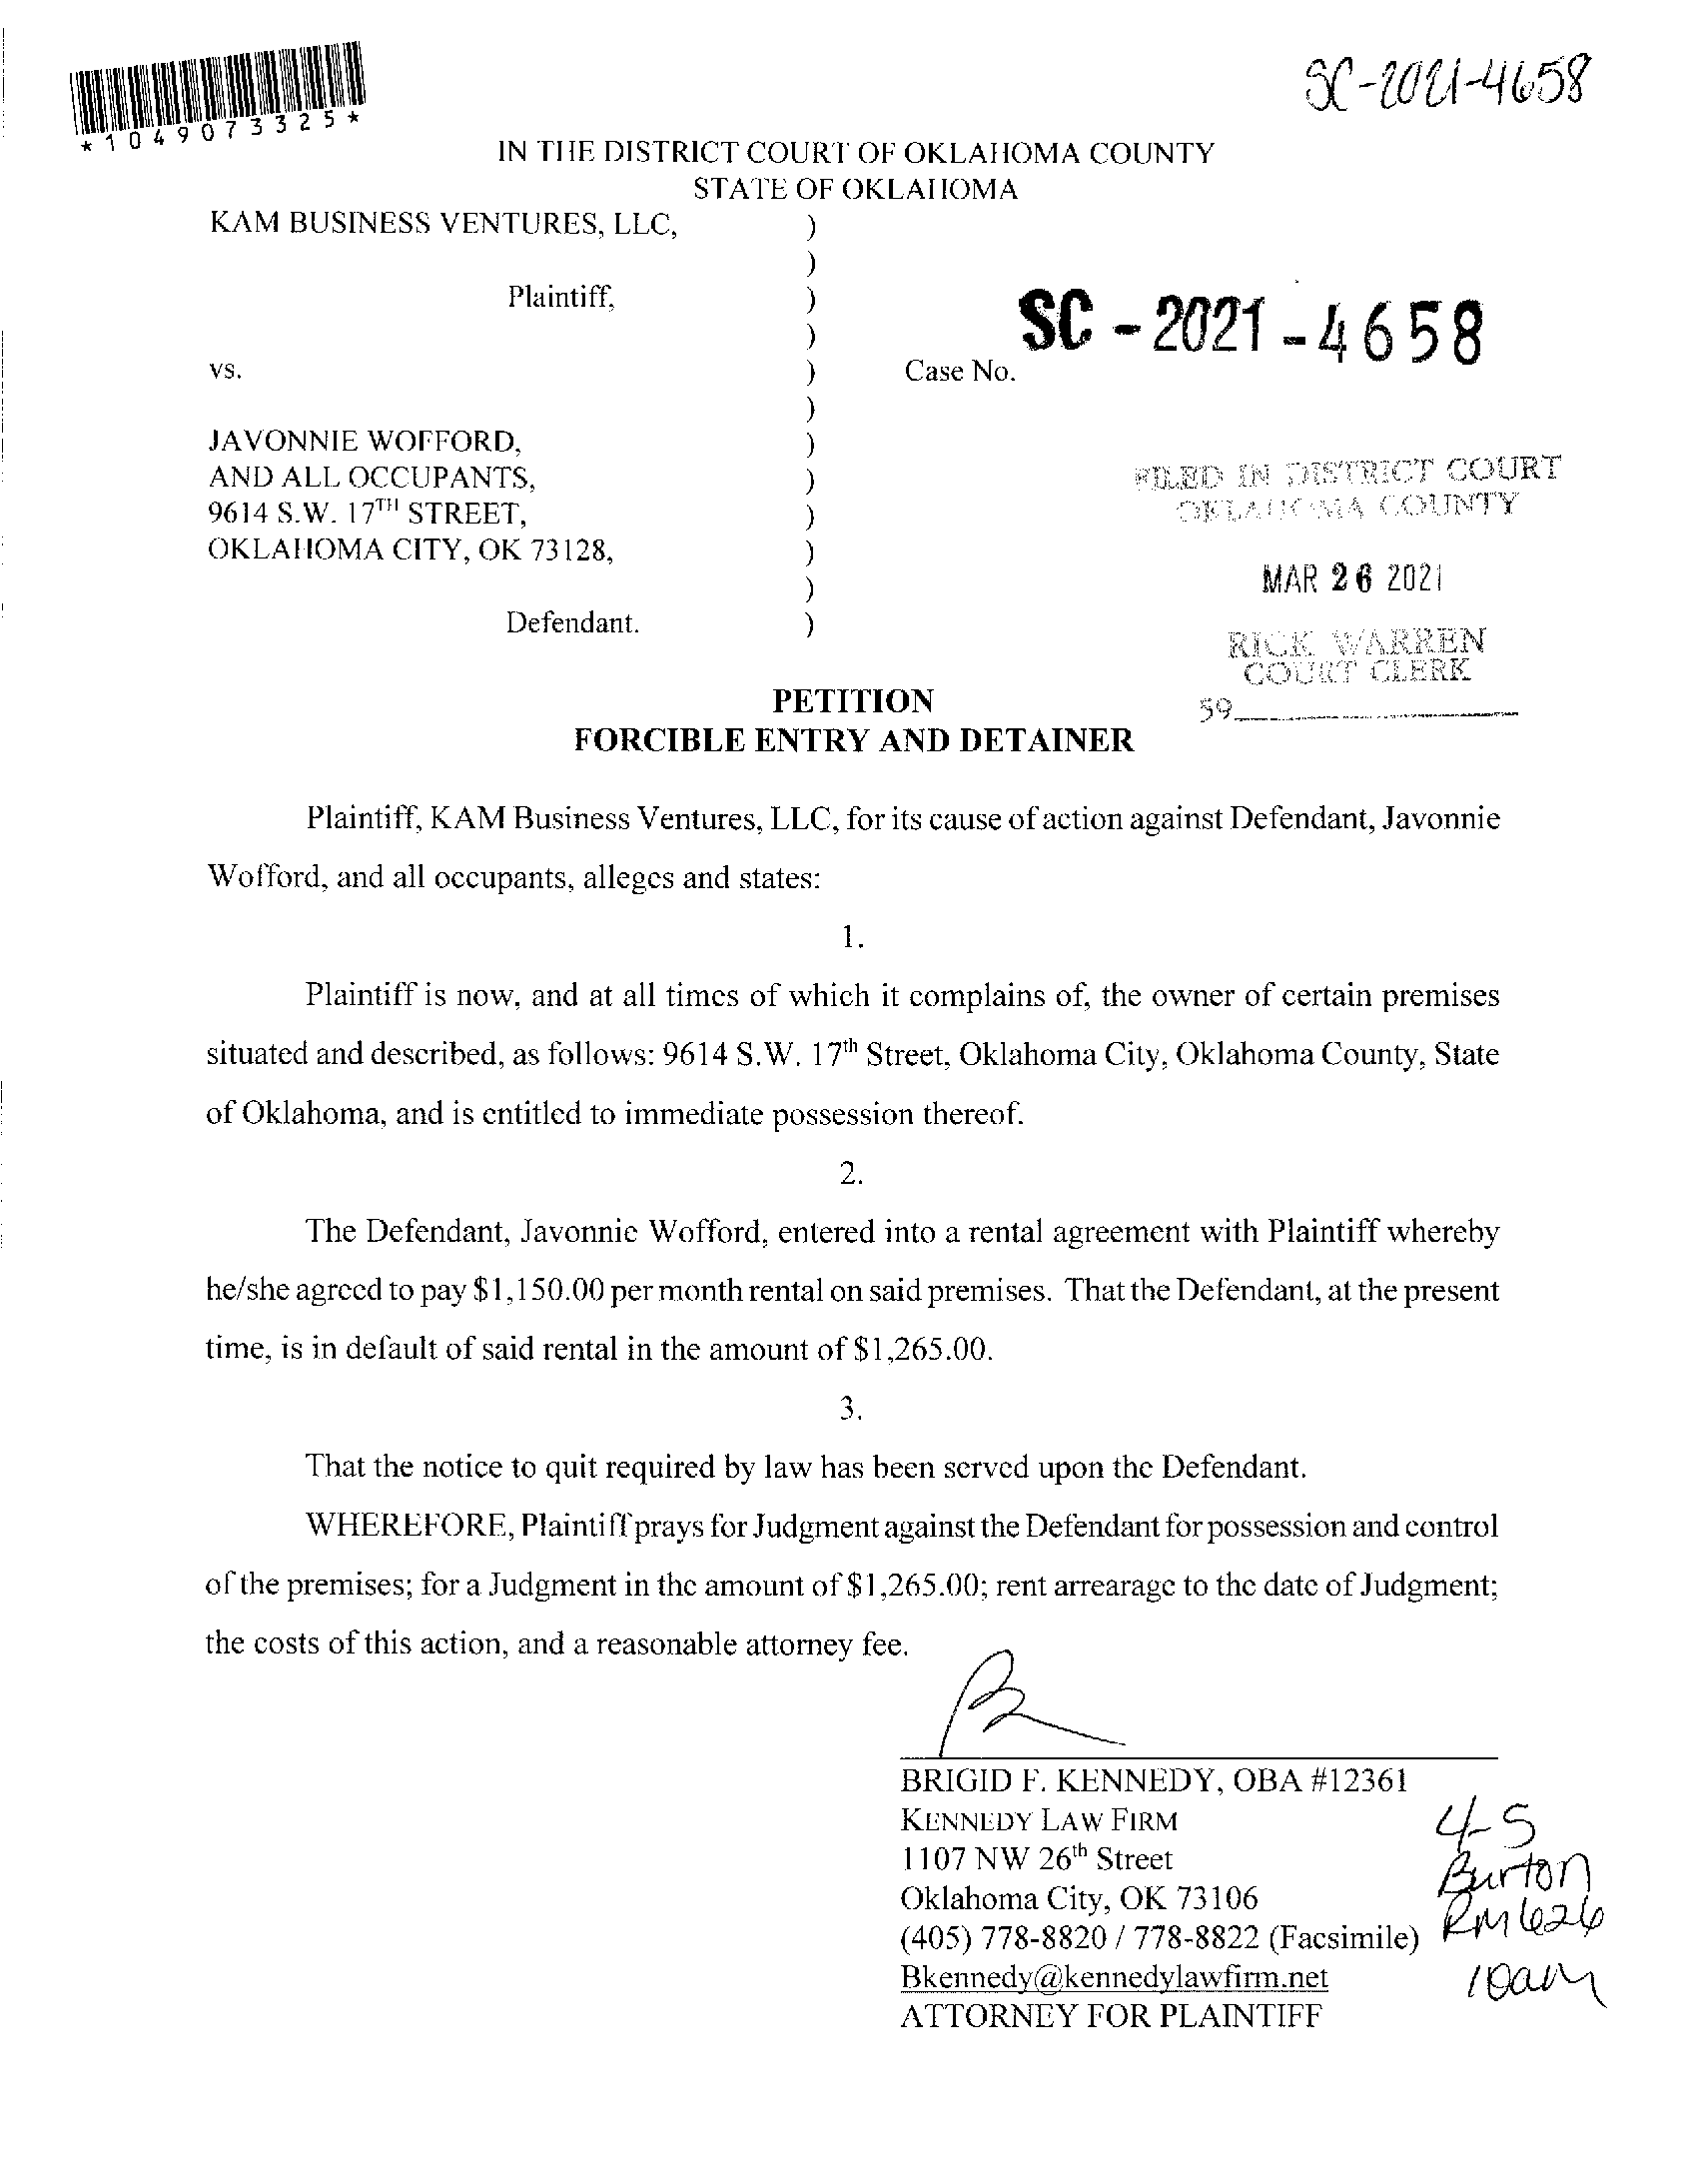 SC-2021-4658
*1049073325*
IN THE DISTRICT COURT OF OKLAHOMA COUNTY
STATE OF OKLAHOMA
KAM BUSINESS VENTURES, LLC, )
)
Plaintiff, )
)
vs. ) Case No. SC-2021-4658
)
JAVONNIE WOFFORD, )
AND ALL OCCUPANTS, )
9614 S.W. 17TH STREET, )
OKLAHOMA CITY, OK 73128, )
)
Defendant. )
FILED IN DISTRICT COURT
OKLAHOMA COUNTY
MAR 26 2021
RICK WARREN
COURT CLERK
59
PETITION
FORCIBLE ENTRY AND DETAINER
Plaintiff, KAM Business Ventures, LLC, for its cause of action against Defendant, Javonnie
Wofford, and all occupants, alleges and states:
1.
Plaintiff is now, and at all times of which it complains of, the owner of certain premises
situated and described, as follows: 9614 S.W. 17th Street, Oklahoma City, Oklahoma County, State
of Oklahoma, and is entitled to immediate possession thereof.
2.
The Defendant, Javonnie Wofford, entered into a rental agreement with Plaintiff whereby
he/she agreed to pay $1,150.00 per month rental on said premises. That the Defendant, at the present
time, is in default of said rental in the amount of $1,265.00.
3.
That the notice to quit required by law has been served upon the Defendant.
WHEREFORE, Plaintiff prays for Judgment against the Defendant for possession and control
of the premises; for a Judgment in the amount of $1,265.00; rent arrearage to the date of Judgment;
the costs of this action, and a reasonable attorney fee.
BRIGID F. KENNEDY, OBA #12361
KENNEDY LAW FIRM
1107 NW 26th Street
Oklahoma City, OK 73106
(405) 778-8820 / 778-8822 (Facsimile)
Bkennedy@kennedylawfirm.net
ATTORNEY FOR PLAINTIFF
4-5
Burton
RM 626
10am